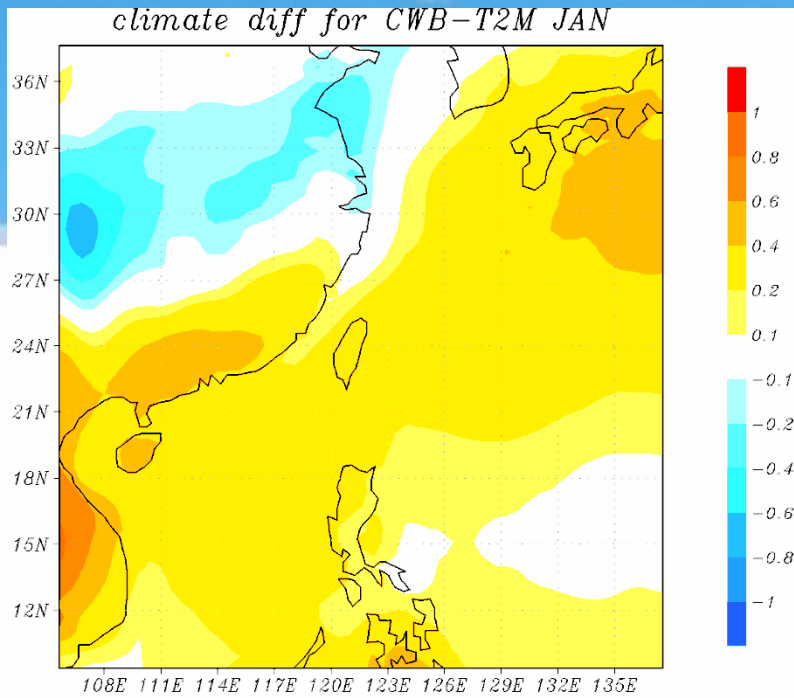 climate diff for CWB-T2M JAN
36N
33N
30N
27N
24N
21N
18N
15N
12N
108E 111E 114E 117E 120E 123E 126E 129E 132E 135E
1
0.8
0.6
0.4
0.2
0.1
-0.1
-0.2
-0.4
-0.6
-0.8
-1